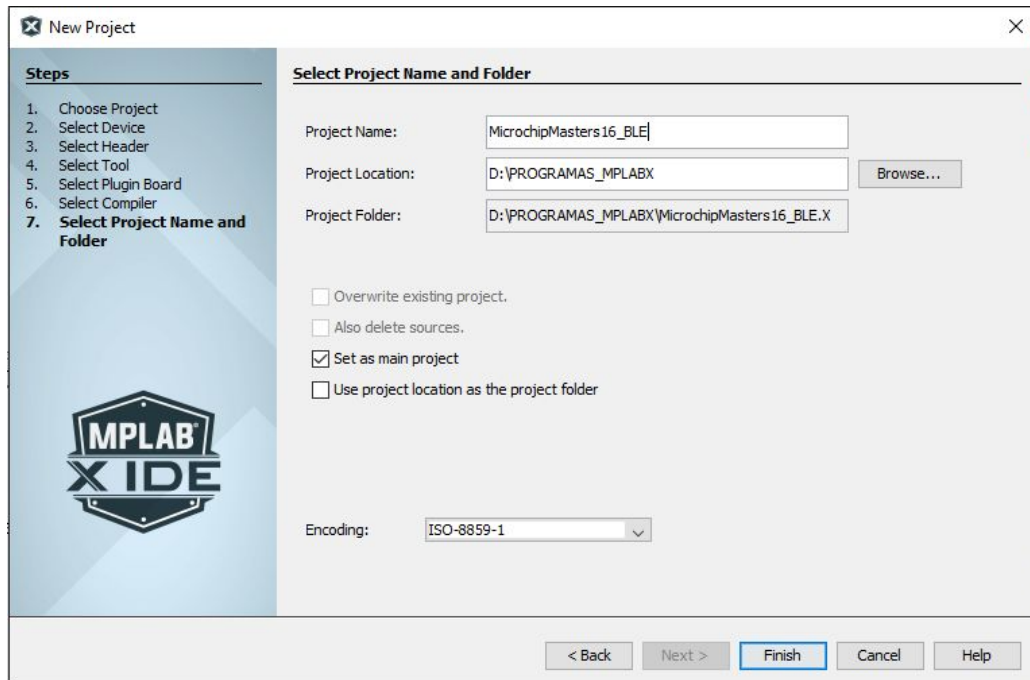 New Project
Steps
1. Choose Project
2. Select Device
3. Select Header
4. Select Tool
5. Select Plugin Board
6. Select Compiler
7. Select Project Name and
Folder
MPLAB®
X IDE
Select Project Name and Folder
Project Name: MicrochipMasters16_BLE
Project Location: D:\PROGRAMAS_MPLABX Browse...
Project Folder: D:\PROGRAMAS_MPLABX\MicrochipMasters16_BLE.X
Overwrite existing project.
Also delete sources.
Set as main project
Use project location as the project folder
Encoding: ISO-8859-1
< Back Next > Finish Cancel Help